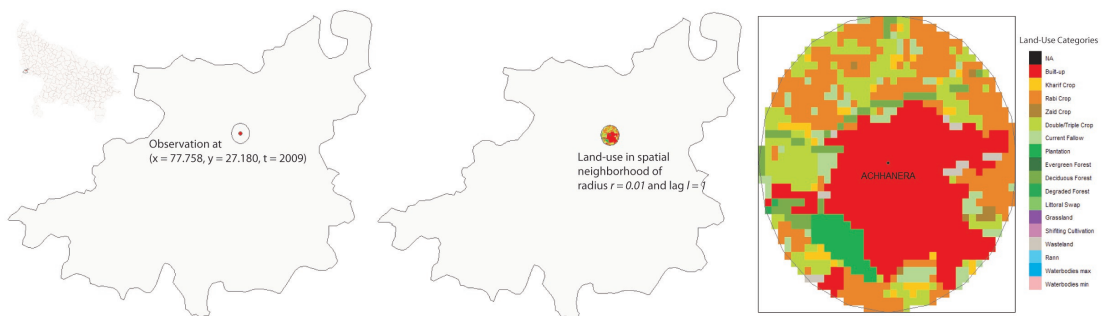 Observation at
(x = 77.758, y = 27.180, t = 2009)
Land-use in spatial
neighborhood of
radius r = 0.01 and lag l = 1
ACHHANERA
Land-Use Categories
NA
Built-up
Kharif Crop
Rabi Crop
Zaid Crop
Double/Triple Crop
Current Fallow
Plantation
Evergreen Forest
Deciduous Forest
Degraded Forest
Littoral Swap
Grassland
Shifting Cultivation
Wasteland
Rann
Waterbodies max
Waterbodies min